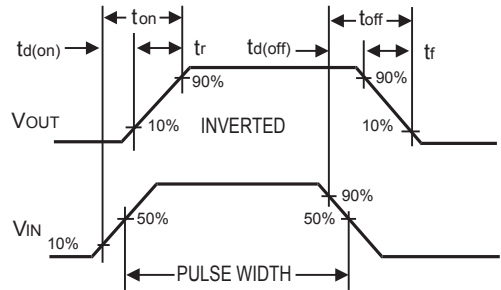 ton
toff
td(on)
tr
td(off)
tf
90%
90%
VOUT
10%
INVERTED
10%
90%
VIN
50%
50%
10%
PULSE WIDTH